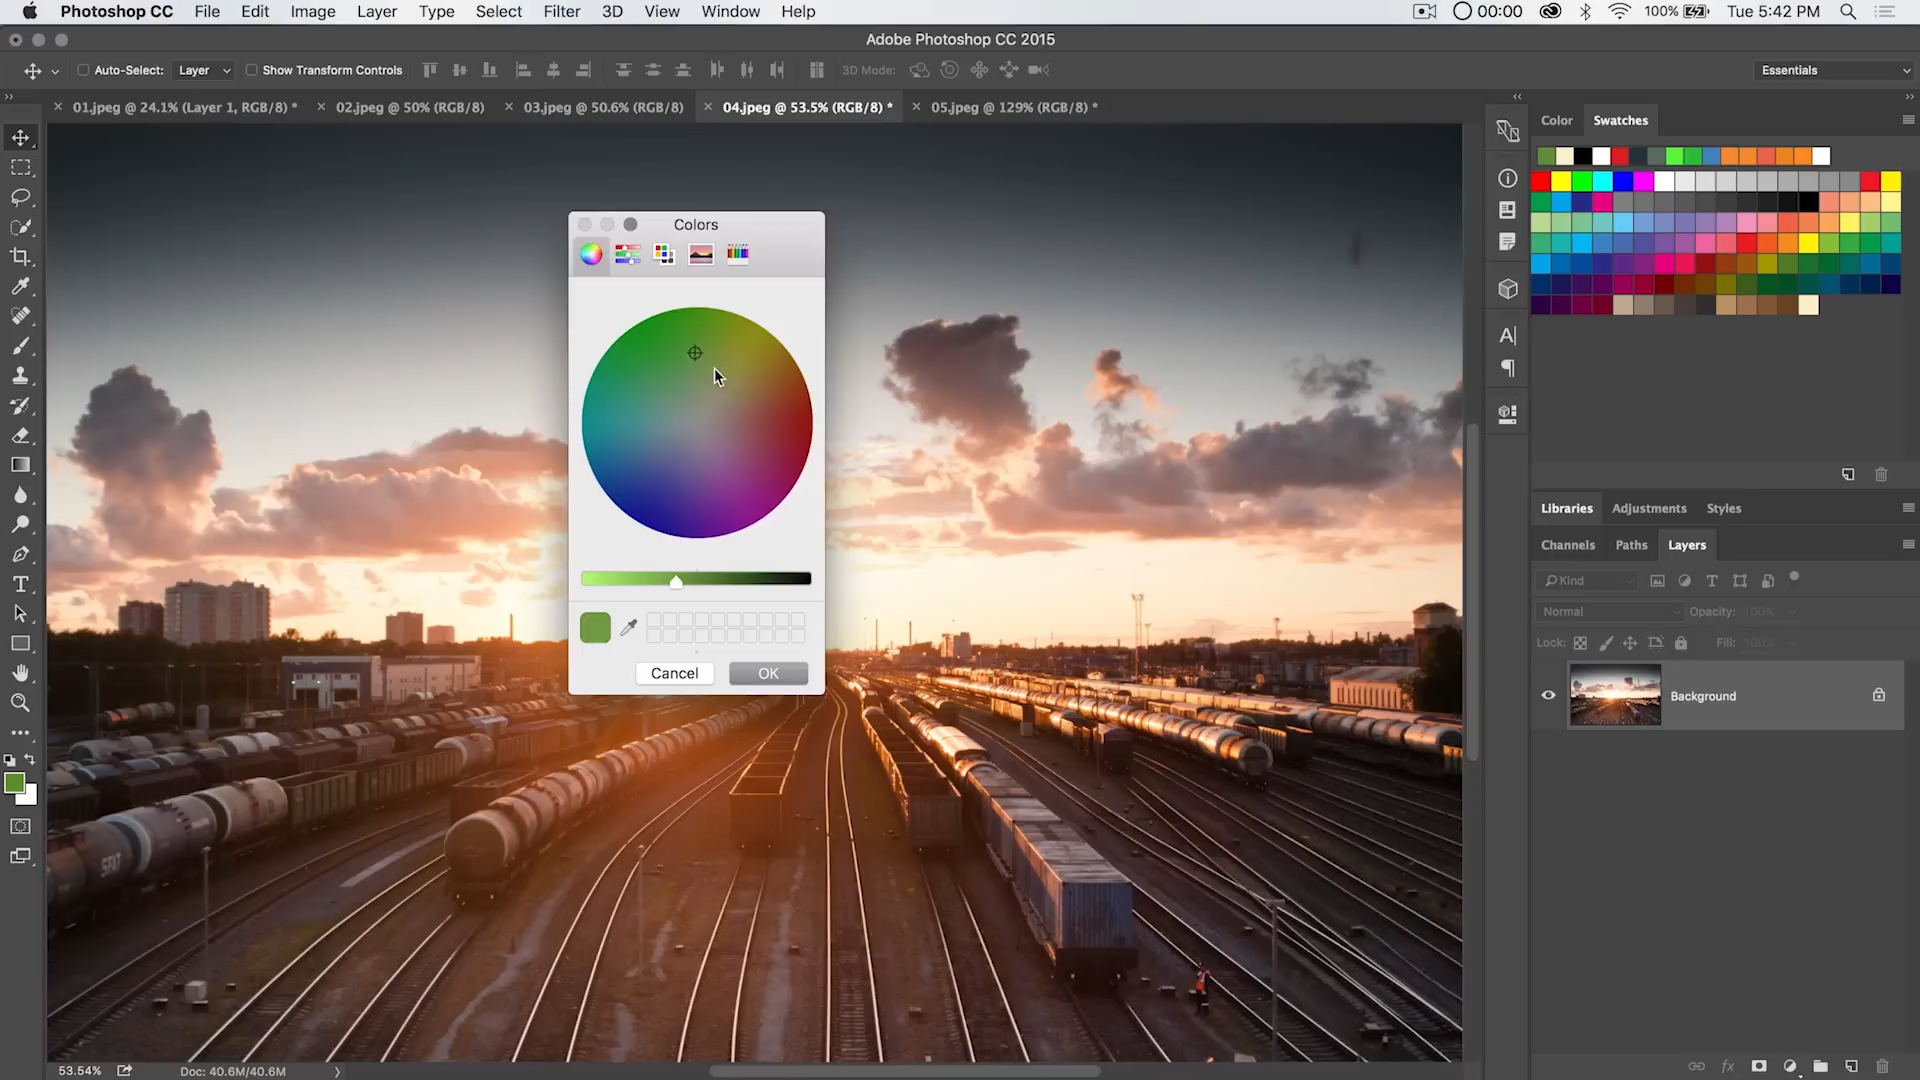 Photoshop CC File Edit Image Layer Type Select Filter 3D View Window Help 00:00 100% Tue 5:42 PM
Adobe Photoshop CC 2015
Auto-Select: Layer Show Transform Controls 3D Mode: Essentials
01.jpeg @ 24.1% (Layer 1, RGB/8) * 02.jpeg @ 50% (RGB/8) 03.jpeg @ 50.6% (RGB/8) 04.jpeg @ 53.5% (RGB/8) * 05.jpeg @ 129% (RGB/8) *
Color Swatches
Colors
Cancel OK
Libraries Adjustments Styles
Channels Paths Layers
Kind
Normal Opacity: 100%
Lock: Fill: 100%
Background
53.54% Doc: 40.6M/40.6M